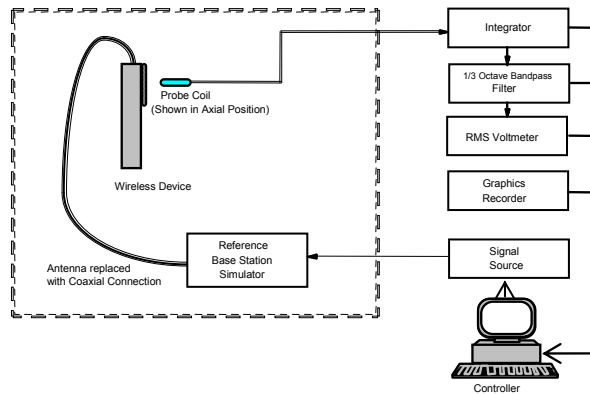 Integrator
1/3 Octave Bandpass
Filter
Probe Coil
(Shown in Axial Position)
RMS Voltmeter
Wireless Device
Graphics
Recorder
Reference
Base Station
Simulator
Signal
Source
Antenna replaced
with Coaxial Connection
Controller